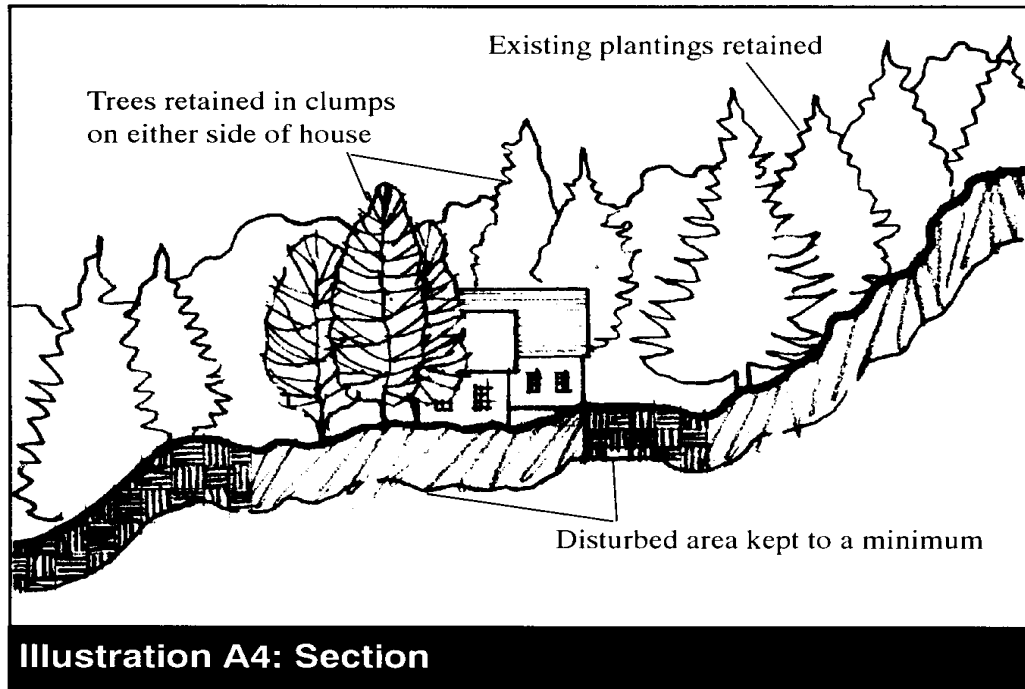 Existing plantings retained
Trees retained in clumps
on either side of house
Disturbed area kept to a minimum
Illustration A4: Section